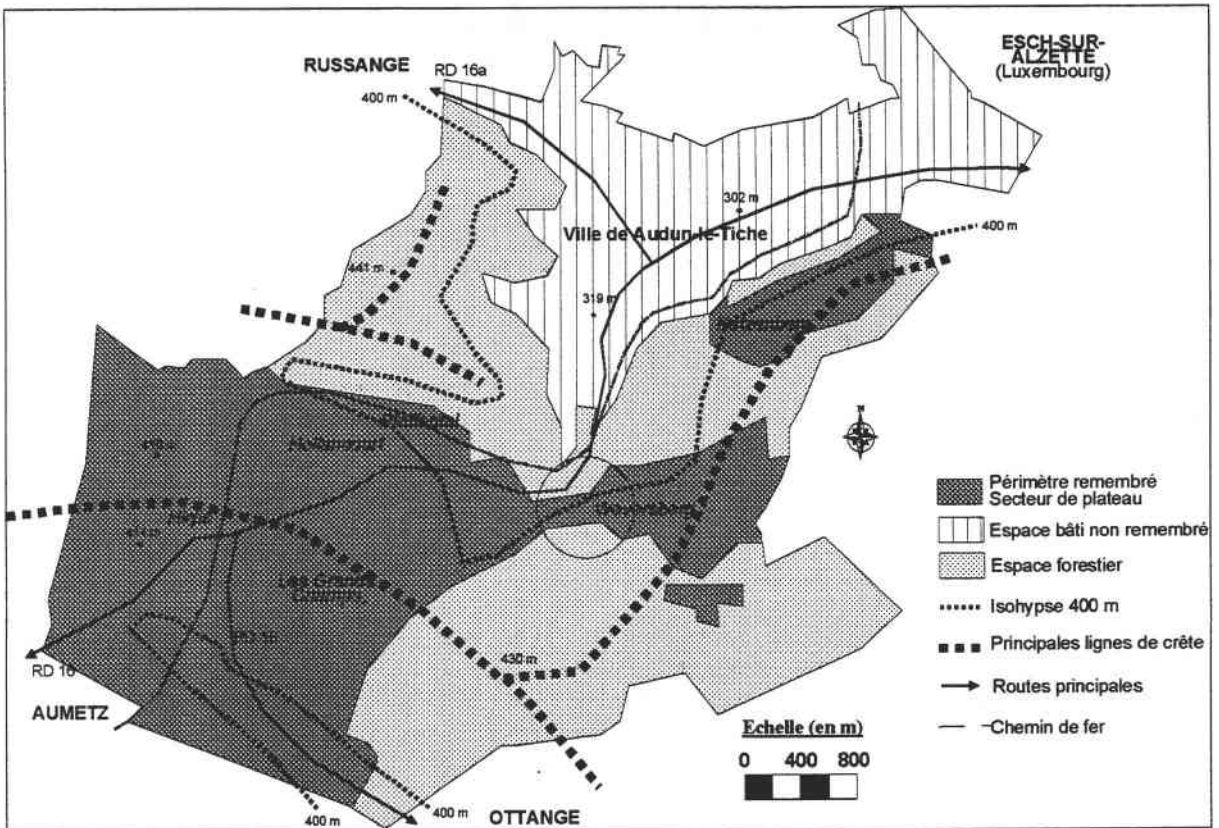 ESCH-SUR-
ALZETTE
(Luxembourg)
RUSSANGE
RD 16a
400 m
302 m
Ville de Audun-le-Tiche
400 m
441 m
319 m
N
Périmètre remembré
Secteur de plateau
Espace bâti non remembré
Espace forestier
Isohypse 400 m
Principales lignes de crête
Routes principales
Chemin de fer
Les Grands
430 m
RD 16
AUMETZ
Echelle (en m)
0 400 800
400 m
400 m
OTTANGE